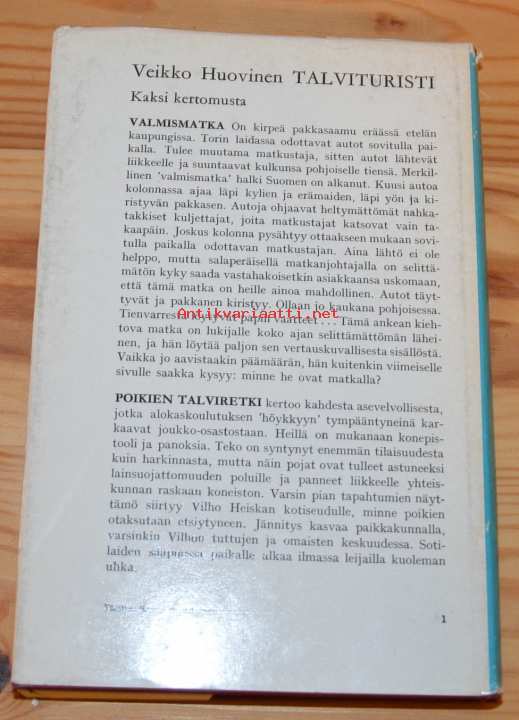 Veikko Huovinen TALVITURISTI
Kaksi kertomusta
VALMISMATKA On kirpeä pakkasaamu eräässä etelän
kaupungissa. Torin laidassa odottavat autot sovitulla pai-
kalla. Tulee muutama matkustaja, sitten autot lähtevät
liikkeelle ja suuntaavat kulkunsa pohjoiselle tiensä. Merkil-
linen 'valmismatka' halki Suomen on alkanut. Kuusi autoa
kolonnassa ajaa läpi kylien ja erämaiden, läpi yön ja ki-
ristyvän pakkasen. Autoja ohjaavat heltymättömät nahka-
takkiset kuljettajat, joita matkustajat katsovat vain ta-
kaapäin. Joskus kolonna pysähtyy ottaakseen mukaan sovi-
tulla paikalla odottavan matkustajan. Aina lähtö ei ole
helppo, mutta salaperäisellä matkanjohtajalla on selittä-
mätön kyky saada vastahakoisetkin asiakkaansa uskomaan,
että tämä matka on heille ainoa mahdollinen. Autot täyt-
tyvät ja pakkanen kiristyy. Ollaan jo kaukana pohjoisessa.
Tienvarresta löytyvät papin vaatteet . . . Tämä ankean kieh-
tova matka on lukijalle koko ajan selittämättömän lähei-
nen, ja hän löytää paljon sen vertauskuvallisesta sisällöstä.
Vaikka jo aavistaakin päämäärän, hän kuitenkin viimeiselle
sivulle saakka kysyy: minne he ovat matkalla?
POIKIEN TALVIRETKI kertoo kahdesta asevelvollisesta,
jotka alokaskoulutuksen 'höykkyyn' tympääntyneinä kar-
kaavat joukko-osastostaan. Heillä on mukanaan konepis-
tooli ja panoksia. Teko on syntynyt enemmän tilaisuudesta
kuin harkinnasta, mutta näin pojat ovat tulleet astuneeksi
lainsuojattomuuden poluille ja panneet liikkeelle yhteis-
kunnan raskaan koneiston. Varsin pian tapahtumien näyt-
tämö siirtyy Vilho Heiskan kotiseudulle, minne poikien
otaksutaan etsiytyneen. Jännitys kasvaa paikkakunnalla,
varsinkin Vilhon tuttujen ja omaisten keskuudessa. Soti-
laiden saapuessa paikalle alkaa ilmassa leijailla kuoleman
uhka.
1
Antikvariaatti.net